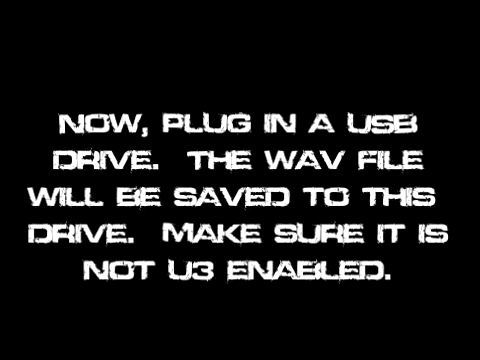 NOW, PLUG IN A USB
DRIVE. THE WAV FILE
WILL BE SAVED TO THIS
DRIVE. MAKE SURE IT IS
NOT U3 ENABLED.